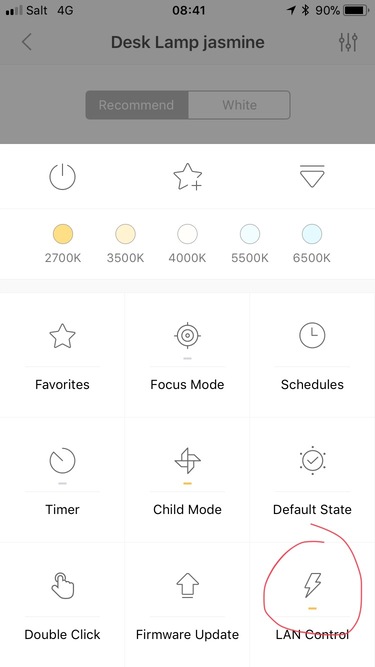 Salt 4G 08:41 90%
Desk Lamp jasmine
Recommend White
2700K 3500K 4000K 5500K 6500K
Favorites Focus Mode Schedules
Timer Child Mode Default State
Double Click Firmware Update LAN Control